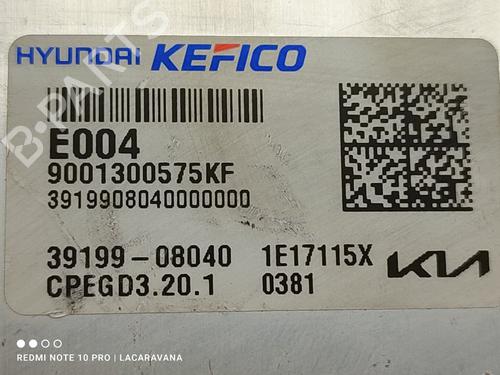 HYUNDAI KEFICO
E004
9001300575KF
3919908040000000
39199-08040 1E17115X KIA
CPEGD3.20.1 0381
B-PARTS
REDMI NOTE 10 PRO | LACARAVANA